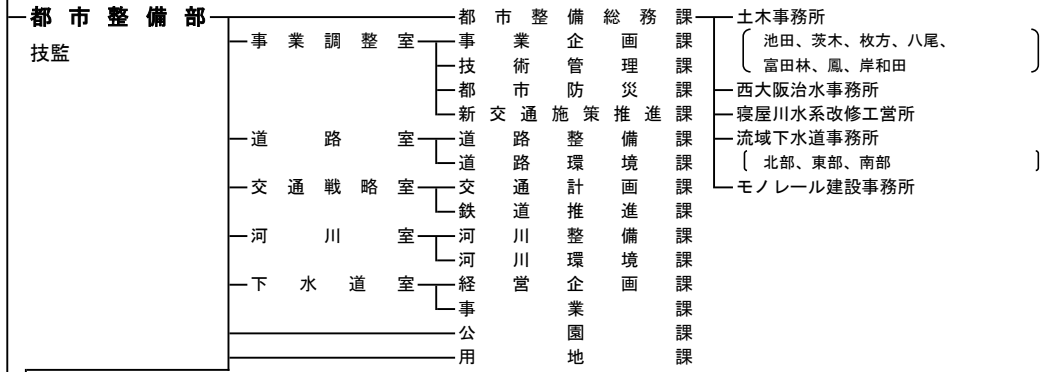 都市整備部 都市整備総務課 土木事務所
技監 事業調整室 事業企画課 池田、茨木、枚方、八尾、
技術管理課 富田林、鳳、岸和田
都市防災課 西大阪治水事務所
新交通施策推進課 寝屋川水系改修工営所
道路室 道路整備課 流域下水道事務所
道路環境課 北部、東部、南部
交通戦略室 交通計画課 モノレール建設事務所
鉄道推進課
河川室 河川整備課
河川環境課
下水道室 経営企画課
事業課
公園課
用地課